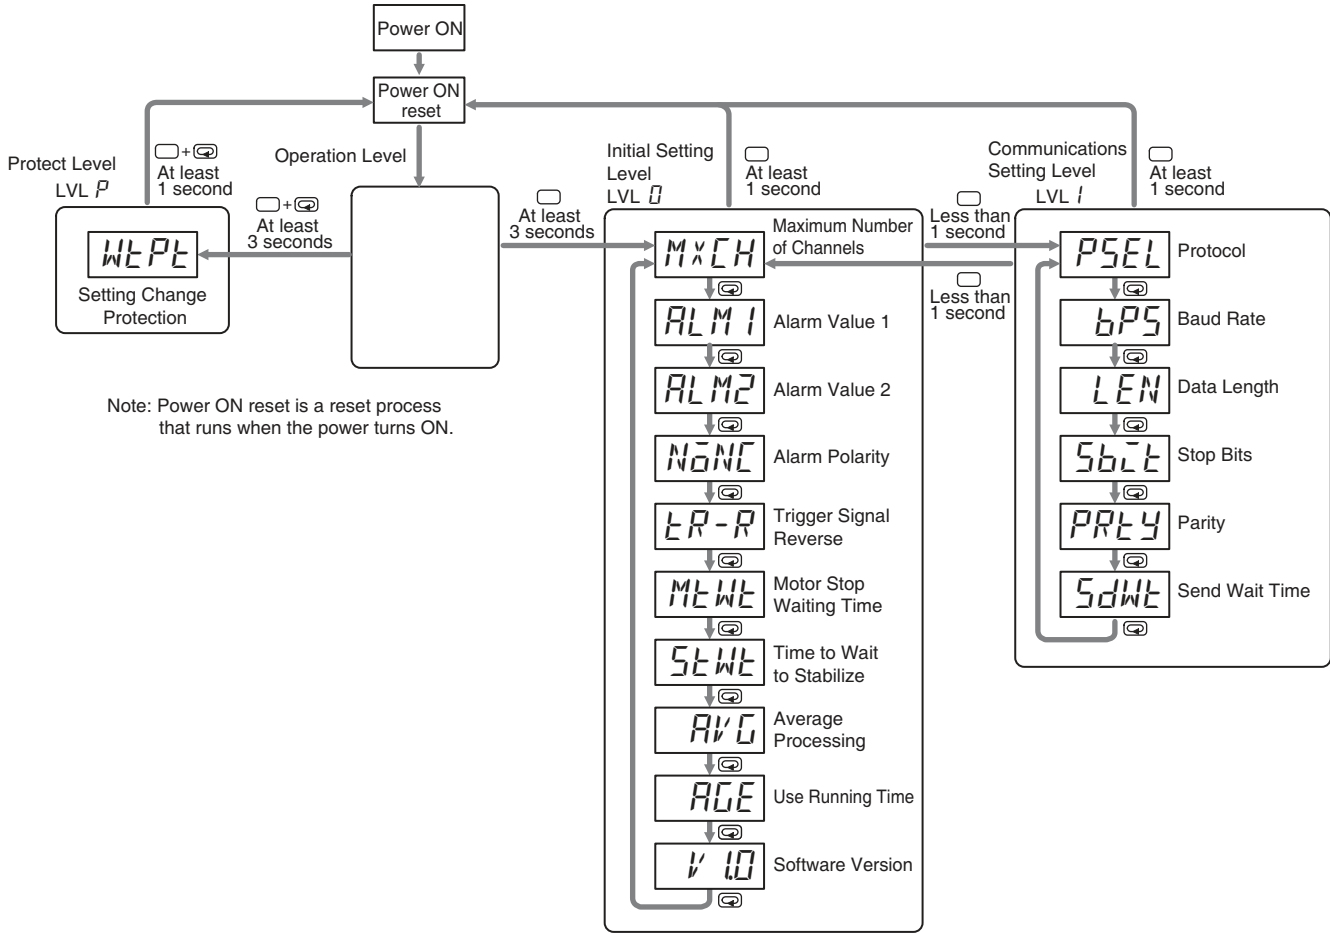 Power ON
Power ON
reset
Protect Level
LVL P
+
At least
1 second
Operation Level
+
At least
3 seconds
WtPt
Setting Change
Protection
At least
3 seconds
Note: Power ON reset is a reset process
that runs when the power turns ON.
Initial Setting
Level
LVL 0
At least
1 second
MxCH
Maximum Number
of Channels
ALM1
Alarm Value 1
ALM2
Alarm Value 2
NoNC
Alarm Polarity
tR-R
Trigger Signal
Reverse
MtWt
Motor Stop
Waiting Time
StWt
Time to Wait
to Stabilize
AVG
Average
Processing
AGE
Use Running Time
V 1.0
Software Version
Less than
1 second
Less than
1 second
Communications
Setting Level
LVL 1
At least
1 second
PSEL
Protocol
bPS
Baud Rate
LEN
Data Length
Sbit
Stop Bits
PRtY
Parity
SdWt
Send Wait Time